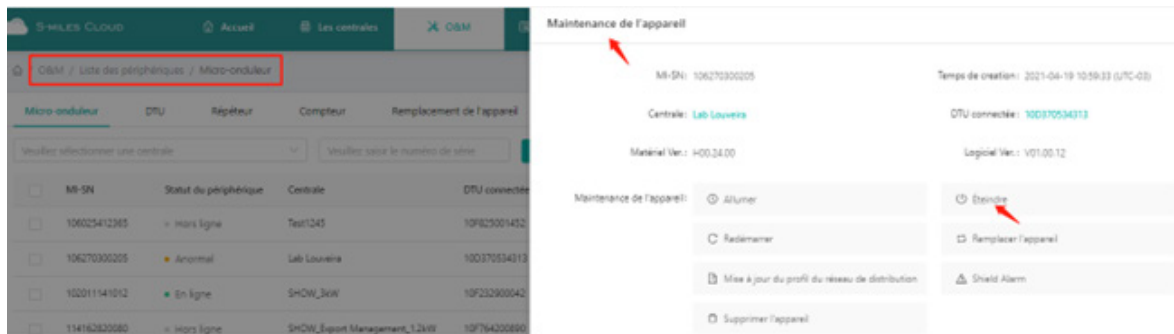 S-MILES CLOUD
Accueil
Les centrales
O&M
O&M / Liste des périphériques / Micro-onduleur
Micro-onduleur
DTU
Répéteur
Compteur
Remplacement de l'appareil
Veuillez sélectionner une centrale
Veuillez saisir le numéro de série
MI-SN
Statut du périphérique
Centrale
DTU connectée
106025412365
Hors ligne
Test1245
10F825001452
106270300205
Anormal
Lab Louveira
10D370534313
102011141012
En ligne
SHOW_3kW
10F232900042
114162820080
Hors ligne
SHOW_Export Management_1.2kW
10F764200890
Maintenance de l'appareil
MI-SN: 106270300205
Temps de creation: 2021-04-19 10:59:33 (UTC-03)
Centrale: Lab Louveira
DTU connectée: 10D370534313
Matériel Ver.: H00.24.00
Logiciel Ver.: V01.00.12
Maintenance de l'appareil:
Allumer
Éteindre
Redémarrer
Remplacer l'appareil
Mise à jour du profil du réseau de distribution
Shield Alarm
Supprimer l'appareil